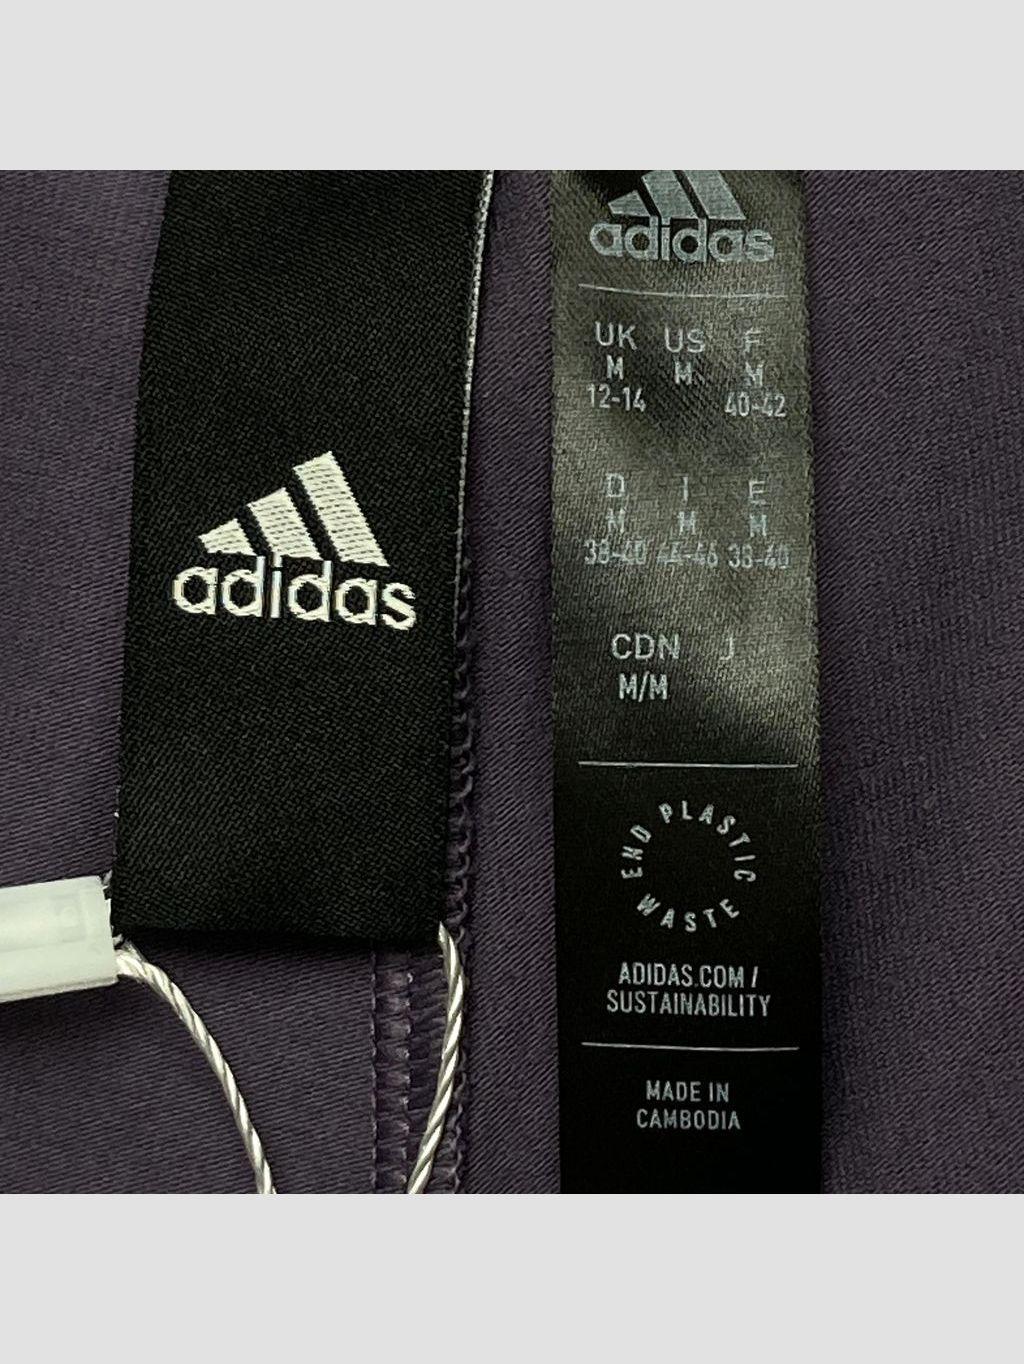 adidas
adidas
UK US F
M M M
12-14 40-42
D I E
M M M
38-40 44-46 38-40
CDN J
M/M
END PLASTIC WASTE
ADIDAS.COM /
SUSTAINABILITY
MADE IN
CAMBODIA